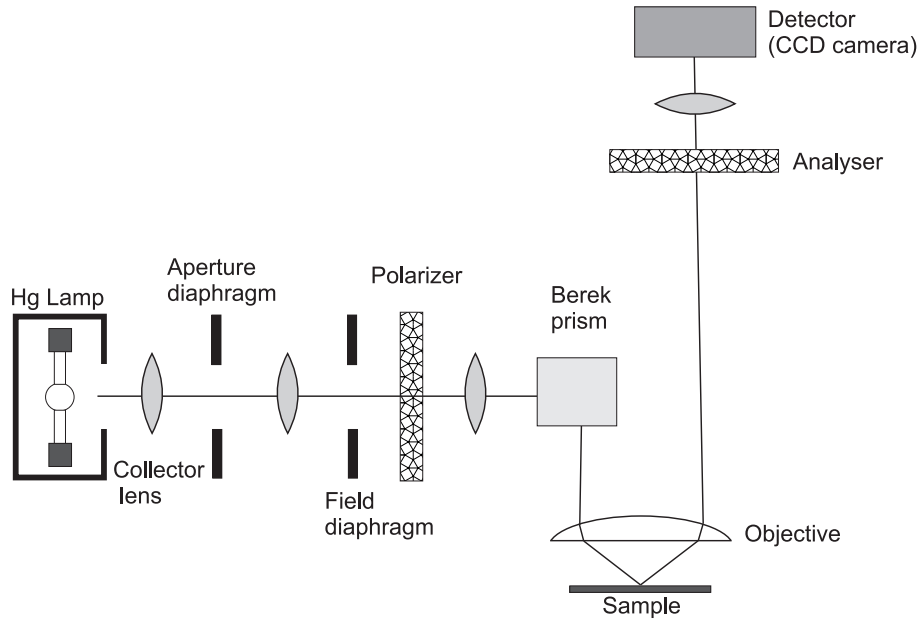 Detector
(CCD camera)
Analyser
Aperture
diaphragm
Polarizer
Hg Lamp
Berek
prism
Collector
lens
Field
diaphragm
Objective
Sample